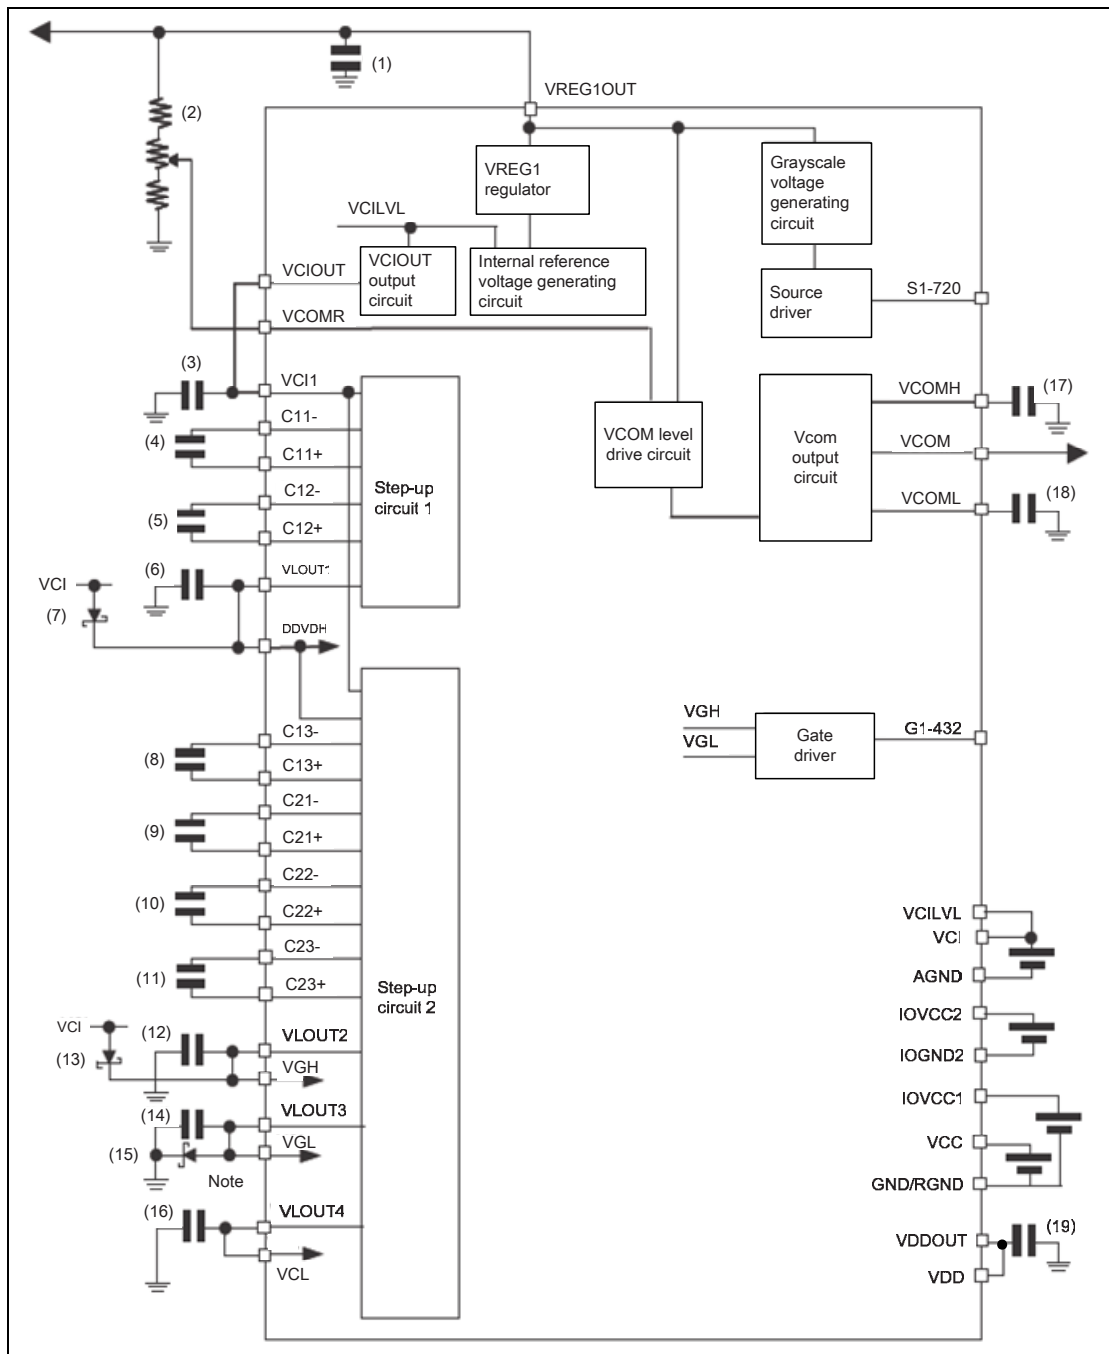 (1)
VREG1OUT
(2)
VREG1
regulator
Grayscale
voltage
generating
circuit
VCILVL
VCIOUT
VCIOUT
output
circuit
Internal reference
voltage generating
circuit
Source
driver
S1-720
VCOMR
(3)
VCI1
C11-
(4)
C11+
C12-
(5)
C12+
Step-up
circuit 1
VCOM level
drive circuit
Vcom
output
circuit
VCOMH
(17)
VCOM
VCOML
(18)
(6)
VLOUT1
VCI
(7)
DDVDH
C13-
(8)
C13+
C21-
(9)
C21+
C22-
(10)
C22+
C23-
(11)
C23+
Step-up
circuit 2
VGH
VGL
Gate
driver
G1-432
VCI
(12)
(13)
VLOUT2
VGH
(14)
VLOUT3
(15)
VGL
Note
(16)
VLOUT4
VCL
VCILVL
VCI
AGND
IOVCC2
IOGND2
IOVCC1
VCC
GND/RGND
VDDOUT
(19)
VDD